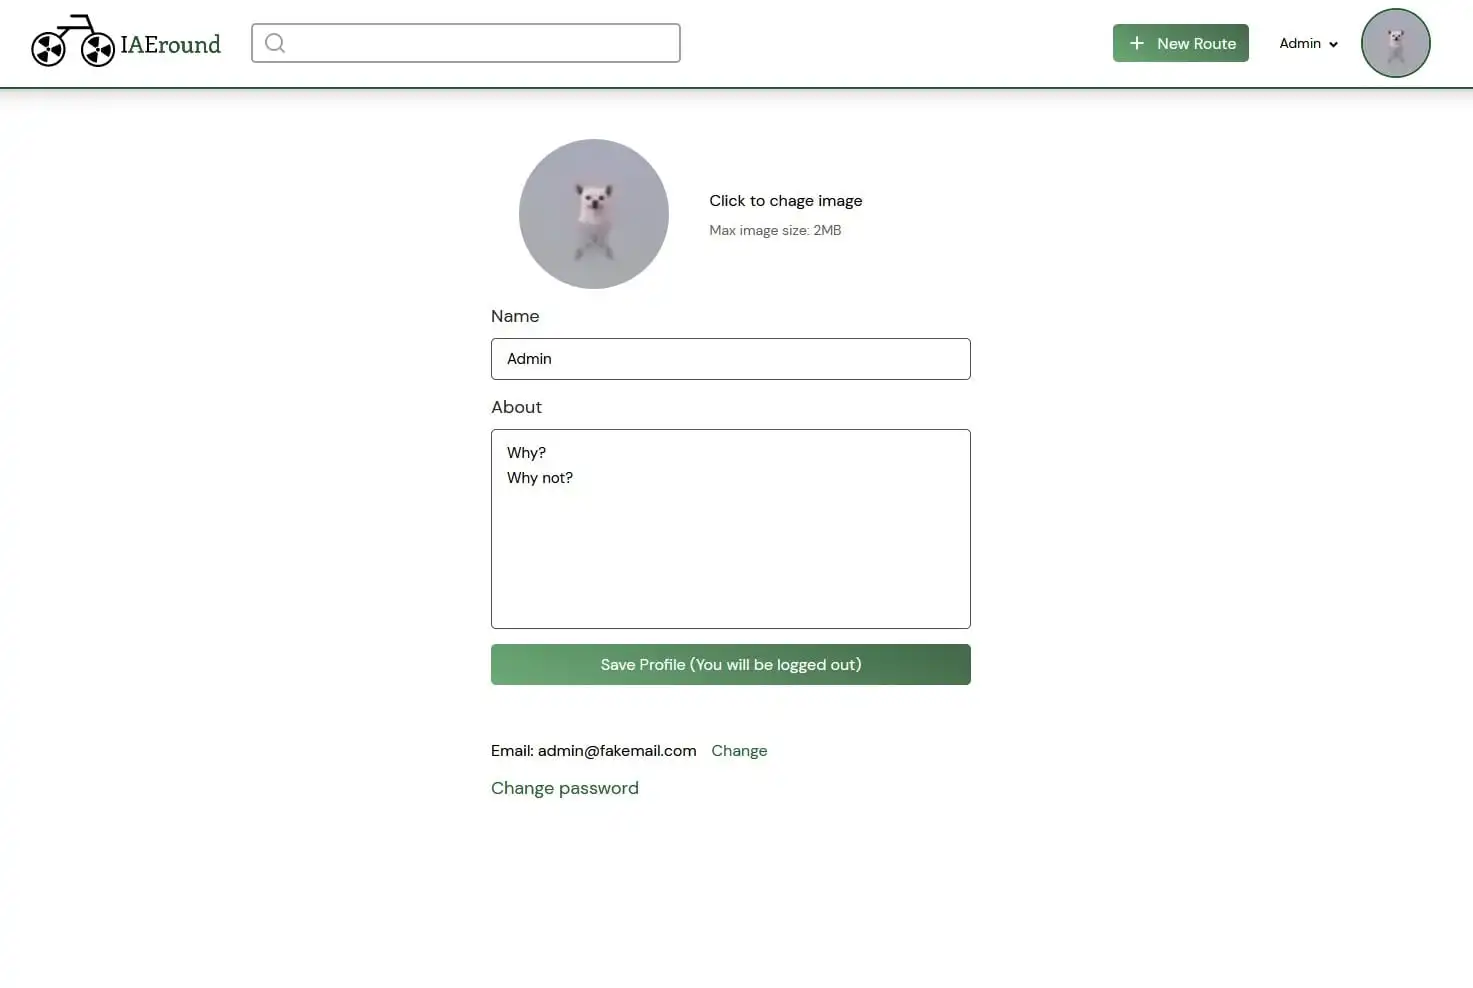 IAEround
New Route
Admin
Click to chage image
Max image size: 2MB
Name
Admin
About
Why?
Why not?
Save Profile (You will be logged out)
Email: admin@fakemail.com Change
Change password